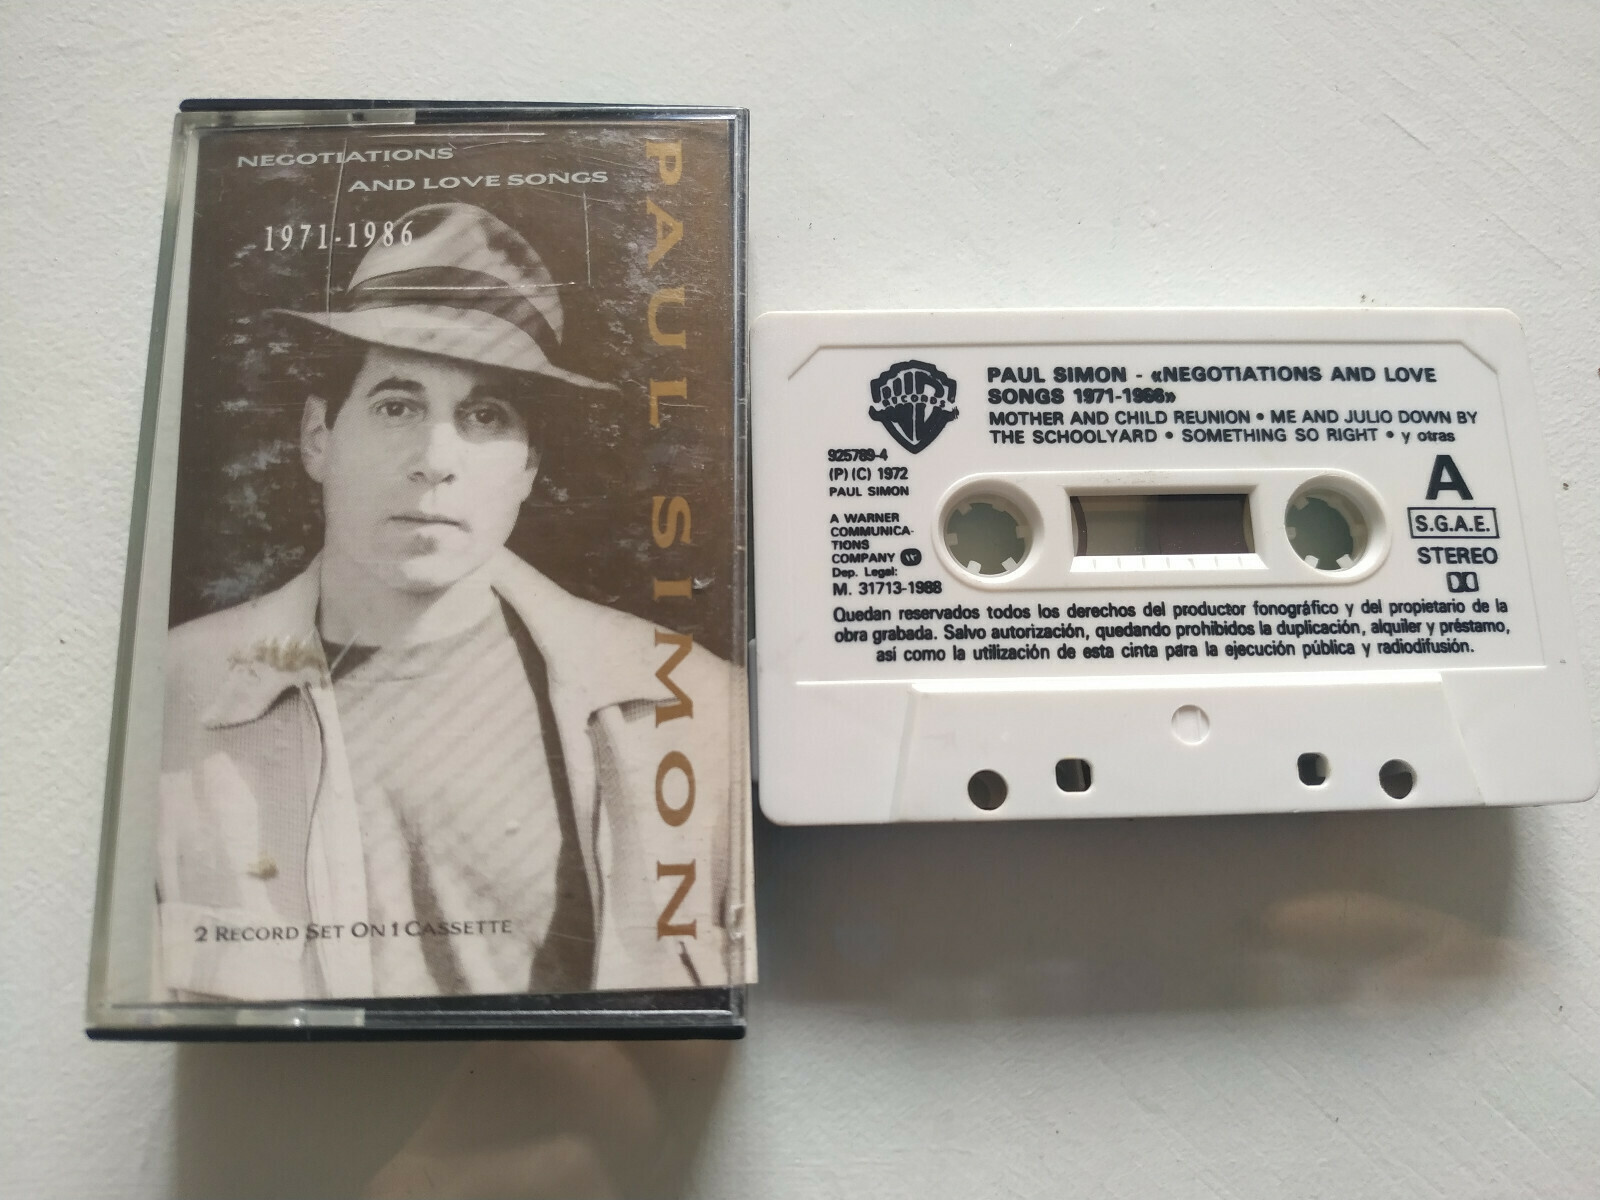 NEGOTIATIONS
AND LOVE SONGS
1971-1986
PAUL SIMON
2 RECORD SET ON 1 CASSETTE
RECORDS
PAUL SIMON - «NEGOTIATIONS AND LOVE
SONGS 1971-1986»
MOTHER AND CHILD REUNION • ME AND JULIO DOWN BY
THE SCHOOLYARD • SOMETHING SO RIGHT • y otras
925789-4
(P) (C) 1972
PAUL SIMON
A WARNER
COMMUNICA-
TIONS
COMPANY
Dep. Legal:
M. 31713-1988
A
S.G.A.E.
STEREO
Quedan reservados todos los derechos del productor fonográfico y del propietario de la
obra grabada. Salvo autorización, quedando prohibidos la duplicación, alquiler y préstamo,
así como la utilización de esta cinta para la ejecución pública y radiodifusión.